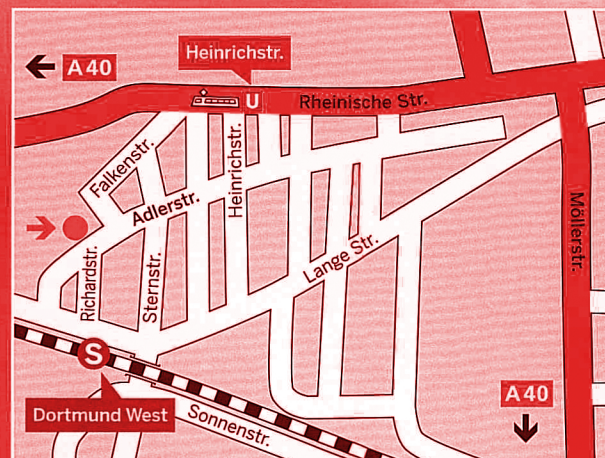 Heinrichstr.
A 40
U
Rheinische Str.
Falkenstr.
Heinrichstr.
Adlerstr.
Möllerstr.
Richardstr.
Sternstr.
Lange Str.
S
A 40
Dortmund West
Sonnenstr.